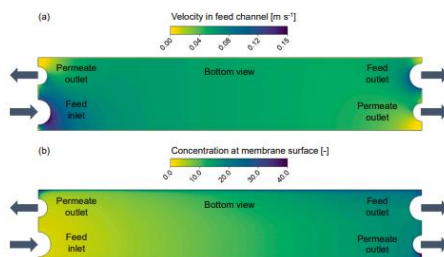 (a)
Velocity in feed channel [m s⁻¹]
0.00
0.04
0.08
0.12
0.15
Permeate
outlet
Bottom view
Feed
outlet
Feed
inlet
Permeate
outlet
(b)
Concentration at membrane surface [-]
0.0
10.0
20.0
30.0
40.0
Permeate
outlet
Bottom view
Feed
outlet
Feed
inlet
Permeate
outlet